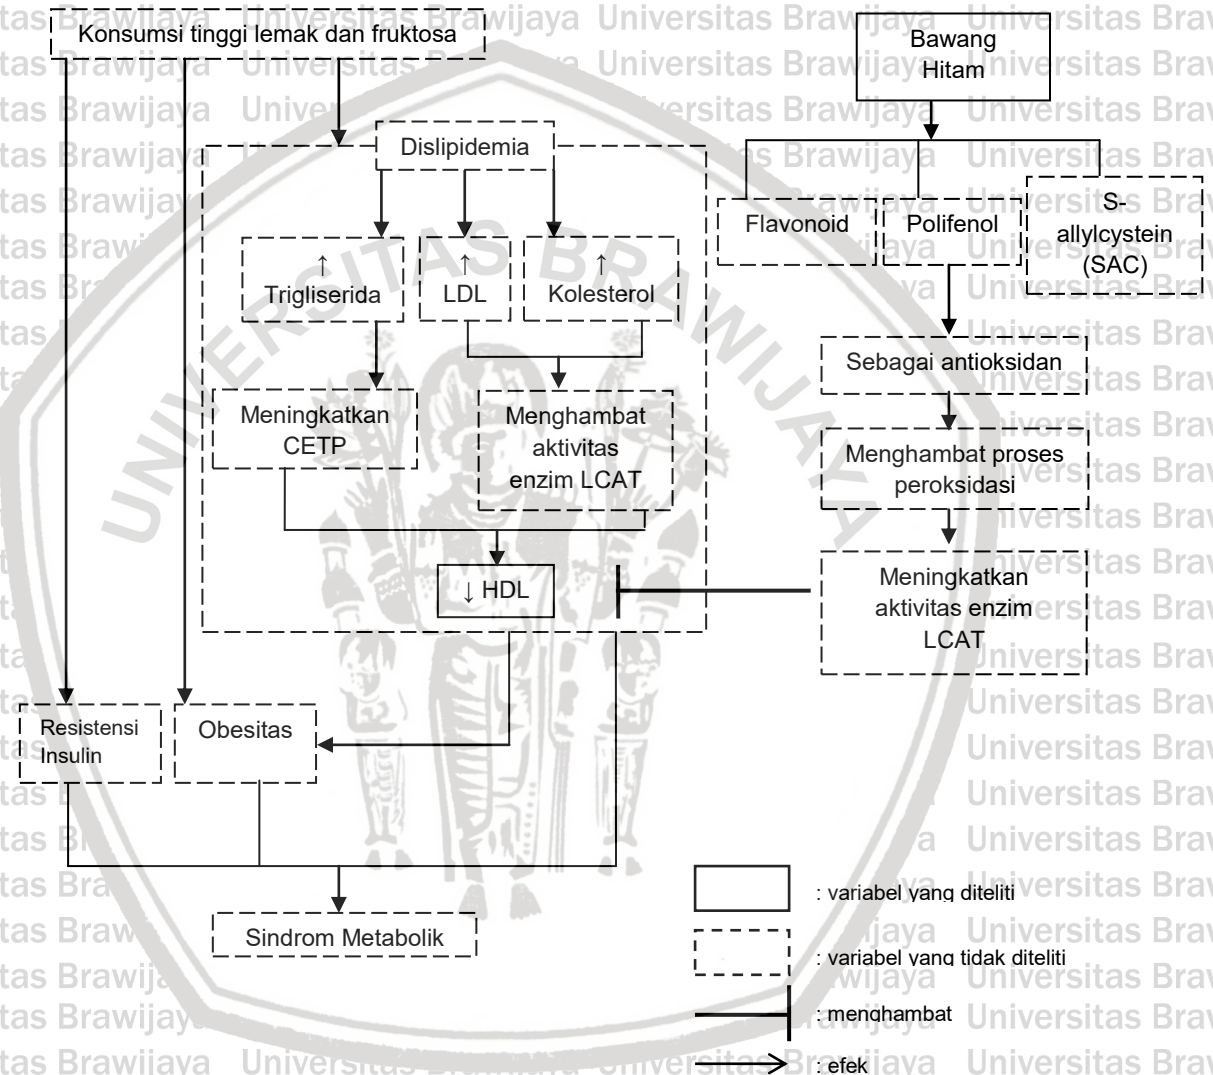 Konsumsi tinggi lemak dan fruktosa
Bawang
Hitam
Dislipidemia
Flavonoid
Polifenol
S-
allylcystein
(SAC)
↑
Trigliserida
↑
LDL
↑
Kolesterol
Sebagai antioksidan
Meningkatkan
CETP
Menghambat
aktivitas
enzim LCAT
Menghambat proses
peroksidasi
↓ HDL
Meningkatkan
aktivitas enzim
LCAT
Resistensi
Insulin
Obesitas
Sindrom Metabolik
: variabel yang diteliti
: variabel yang tidak diteliti
: menghambat
: efek
UNIVERSITAS BRAWIJAYA